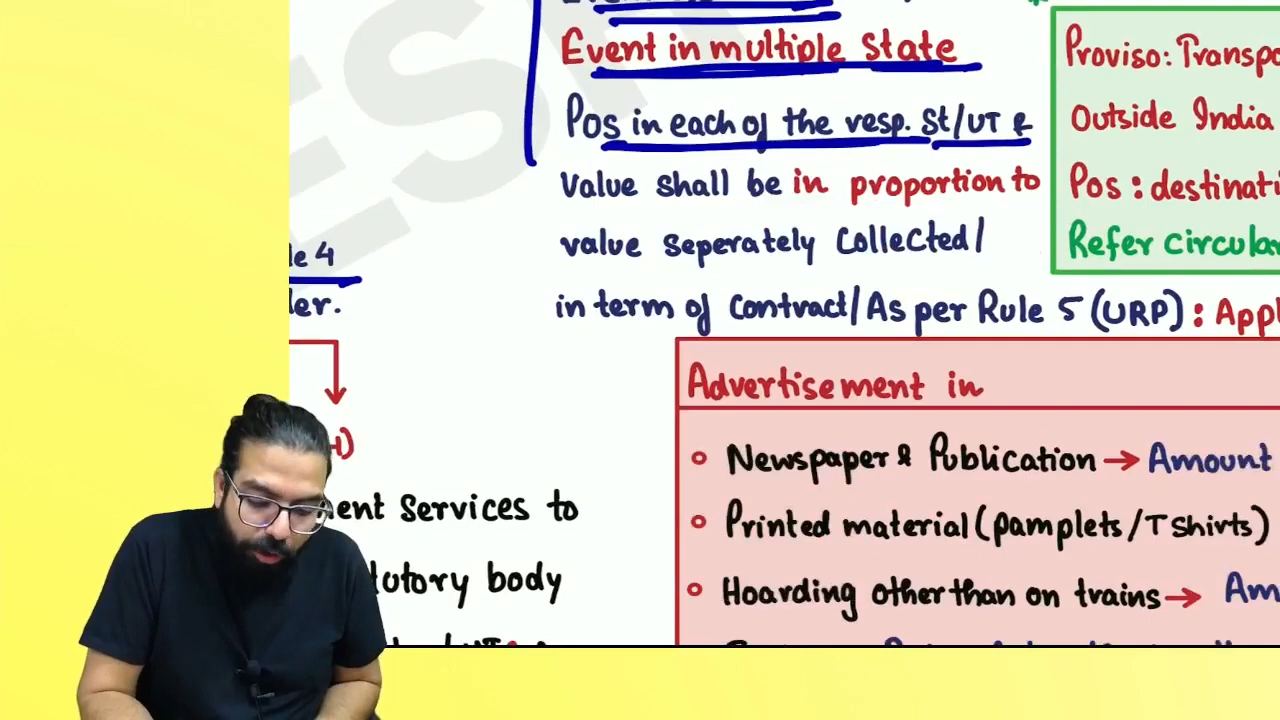 Event in multiple State
Pos in each of the resp. St/UT &
Value shall be in proportion to
value seperately Collected/
in term of Contract/As per Rule 5 (URP) : Appl
Proviso: Transpo
Outside India
Pos : destinati
Refer circular
le 4
ler.
ent Services to
tutory body
Advertisement in
Newspaper & Publication → Amount
Printed material (pamplets/T shirts)
Hoarding other than on trains → Am